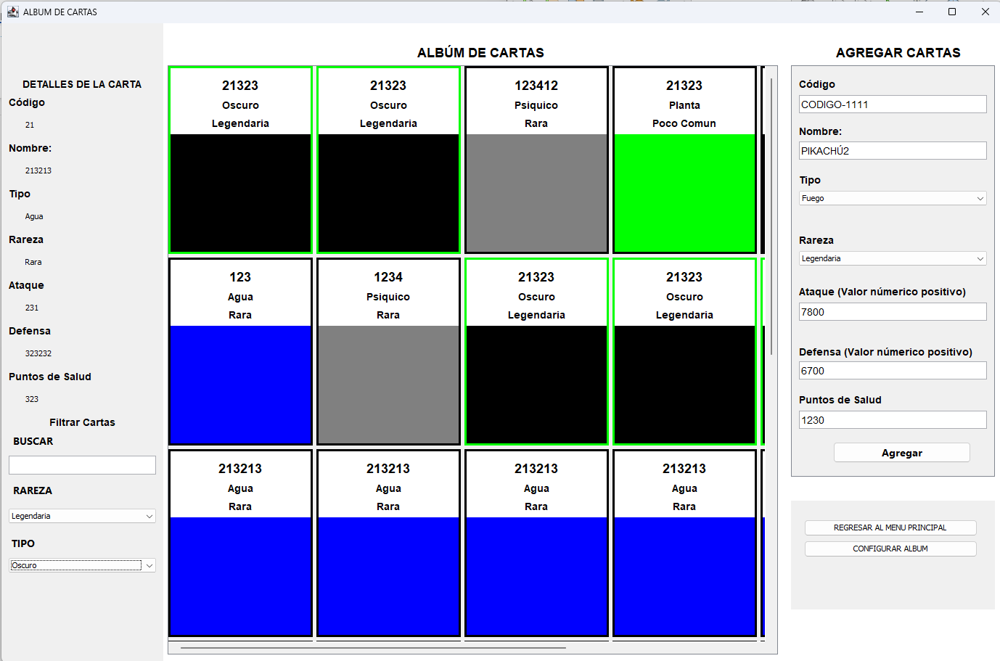 ALBUM DE CARTAS
DETALLES DE LA CARTA
Código
21
Nombre:
213213
Tipo
Agua
Rareza
Rara
Ataque
231
Defensa
323232
Puntos de Salud
323
Filtrar Cartas
BUSCAR
RAREZA
Legendaria
TIPO
Oscuro
ALBÚM DE CARTAS
21323
Oscuro
Legendaria
21323
Oscuro
Legendaria
123412
Psiquico
Rara
21323
Planta
Poco Comun
123
Agua
Rara
1234
Psiquico
Rara
21323
Oscuro
Legendaria
21323
Oscuro
Legendaria
213213
Agua
Rara
213213
Agua
Rara
213213
Agua
Rara
213213
Agua
Rara
AGREGAR CARTAS
Código
CODIGO-1111
Nombre:
PIKACHÚ2
Tipo
Fuego
Rareza
Legendaria
Ataque (Valor númerico positivo)
7800
Defensa (Valor númerico positivo)
6700
Puntos de Salud
1230
Agregar
REGRESAR AL MENU PRINCIPAL
CONFIGURAR ALBUM